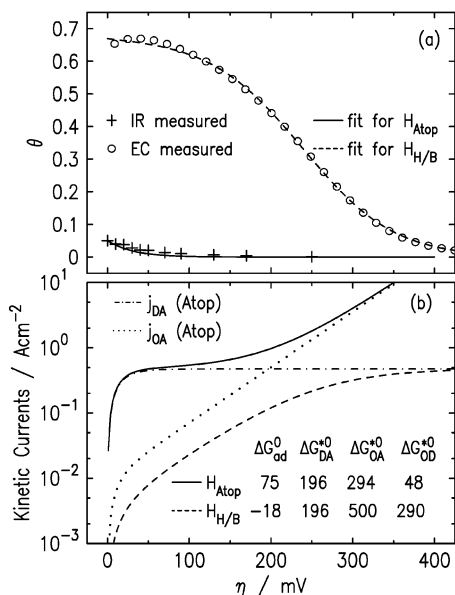 0.7
0.6
0.5
0.4
0.3
0.2
0.1
0
θ
(a)
+ IR measured
○ EC measured
fit for H_Atop
fit for H_H/B
10^1
10^0
10^-1
10^-2
10^-3
Kinetic Currents / Acm^-2
(b)
j_DA (Atop)
j_OA (Atop)
ΔG^0_ad ΔG^*0_DA ΔG^*0_OA ΔG^*0_OD
H_Atop 75 196 294 48
H_H/B −18 196 500 290
0 100 200 300 400
η / mV